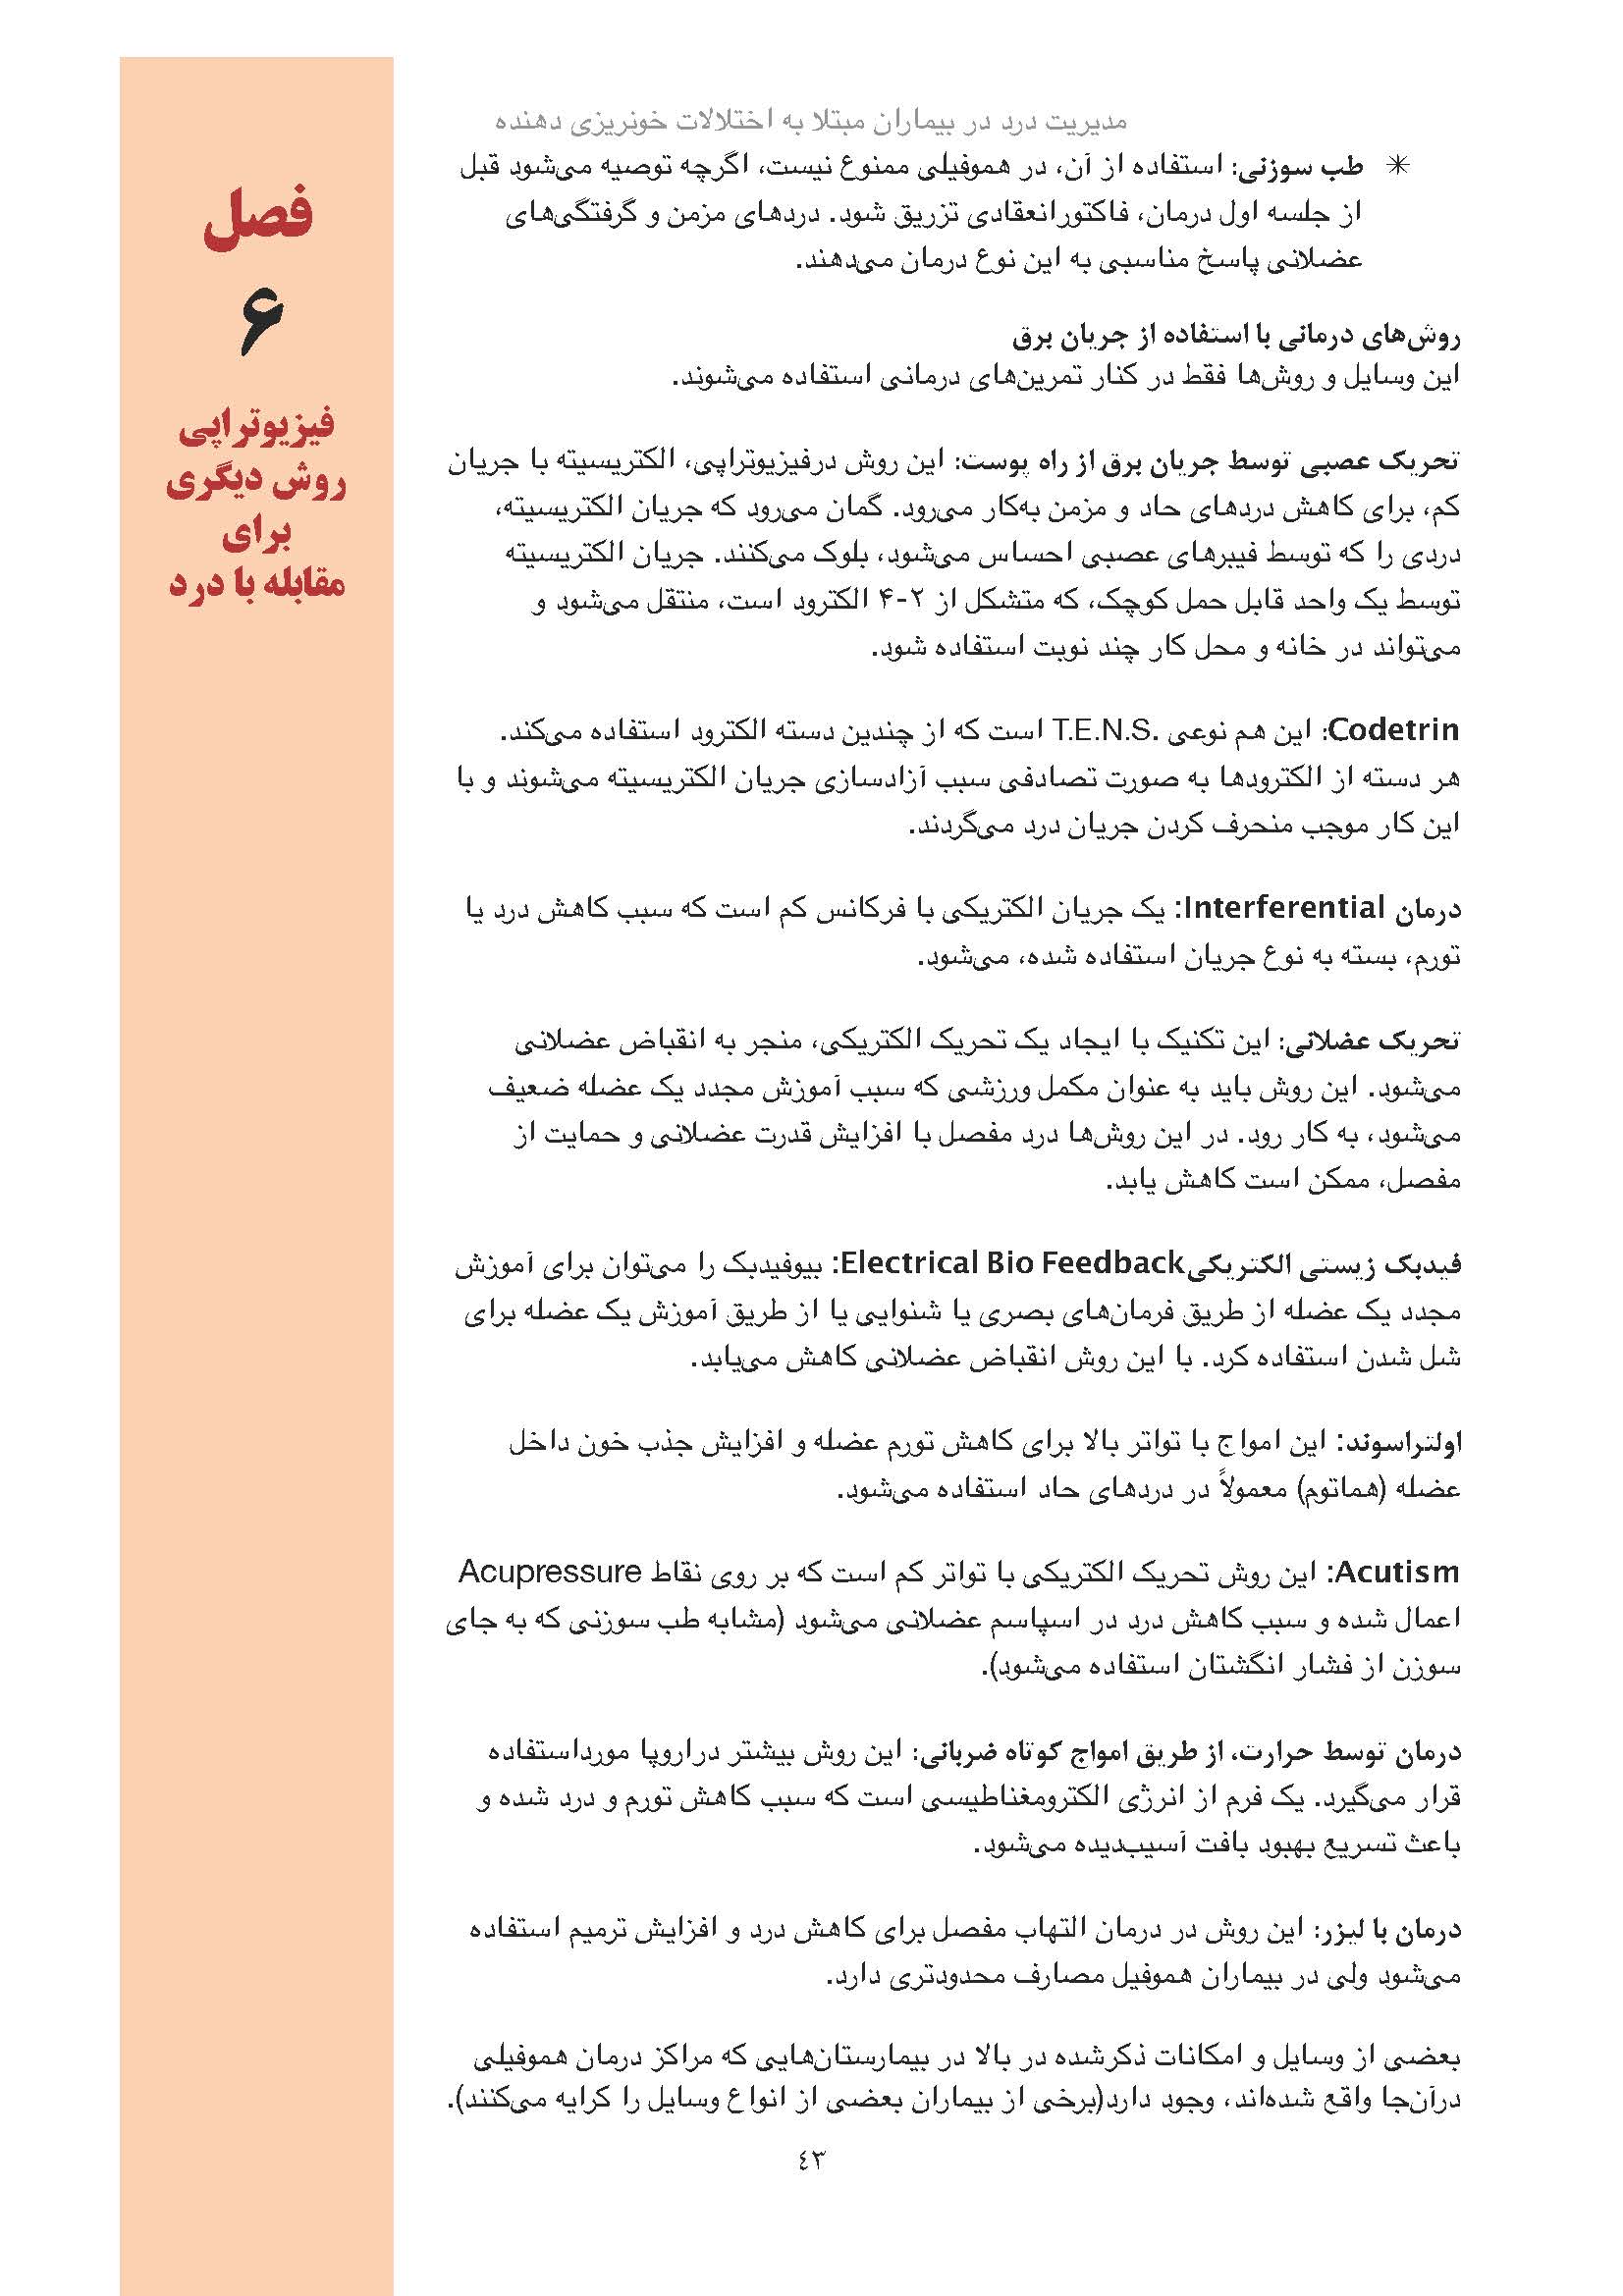 مدیریت درد در بیماران مبتلا به اختلالات خونریزی دهنده
✳ طب سوزنی: استفاده از آن، در هموفیلی ممنوع نیست، اگرچه توصیه می‌شود قبل
از جلسه اول درمان، فاکتورانعقادی تزریق شود. دردهای مزمن و گرفتگی‌های
عضلانی پاسخ مناسبی به این نوع درمان می‌دهند.
روش‌های درمانی با استفاده از جریان برق
این وسایل و روش‌ها فقط در کنار تمرین‌های درمانی استفاده می‌شوند.
تحریک عصبی توسط جریان برق از راه پوست: این روش درفیزیوتراپی، الکتریسیته با جریان
کم، برای کاهش دردهای حاد و مزمن به‌کار می‌رود. گمان می‌رود که جریان الکتریسیته،
دردی را که توسط فیبرهای عصبی احساس می‌شود، بلوک می‌کنند. جریان الکتریسیته
توسط یک واحد قابل حمل کوچک، که متشکل از ۲-۴ الکترود است، منتقل می‌شود و
می‌تواند در خانه و محل کار چند نوبت استفاده شود.
Codetrin: این هم نوعی T.E.N.S. است که از چندین دسته الکترود استفاده می‌کند.
هر دسته از الکترودها به صورت تصادفی سبب آزادسازی جریان الکتریسیته می‌شوند و با
این کار موجب منحرف کردن جریان درد می‌گردند.
درمان Interferential: یک جریان الکتریکی با فرکانس کم است که سبب کاهش درد یا
تورم، بسته به نوع جریان استفاده شده، می‌شود.
تحریک عضلانی: این تکنیک با ایجاد یک تحریک الکتریکی، منجر به انقباض عضلانی
می‌شود. این روش باید به عنوان مکمل ورزشی که سبب آموزش مجدد یک عضله ضعیف
می‌شود، به کار رود. در این روش‌ها درد مفصل با افزایش قدرت عضلانی و حمایت از
مفصل، ممکن است کاهش یابد.
فیدبک زیستی الکتریکیElectrical Bio Feedback: بیوفیدبک را می‌توان برای آموزش
مجدد یک عضله از طریق فرمان‌های بصری یا شنوایی یا از طریق آموزش یک عضله برای
شل شدن استفاده کرد. با این روش انقباض عضلانی کاهش می‌یابد.
اولتراسوند: این امواج با تواتر بالا برای کاهش تورم عضله و افزایش جذب خون داخل
عضله (هماتوم) معمولاً در دردهای حاد استفاده می‌شود.
Acutism: این روش تحریک الکتریکی با تواتر کم است که بر روی نقاط Acupressure
اعمال شده و سبب کاهش درد در اسپاسم عضلانی می‌شود (مشابه طب سوزنی که به جای
سوزن از فشار انگشتان استفاده می‌شود).
درمان توسط حرارت، از طریق امواج کوتاه ضربانی: این روش بیشتر دراروپا مورداستفاده
قرار می‌گیرد. یک فرم از انرژی الکترومغناطیسی است که سبب کاهش تورم و درد شده و
باعث تسریع بهبود بافت آسیب‌دیده می‌شود.
درمان با لیزر: این روش در درمان التهاب مفصل برای کاهش درد و افزایش ترمیم استفاده
می‌شود ولی در بیماران هموفیل مصارف محدودتری دارد.
بعضی از وسایل و امکانات ذکرشده در بالا در بیمارستان‌هایی که مراکز درمان هموفیلی
درآن‌جا واقع شده‌اند، وجود دارد(برخی از بیماران بعضی از انواع وسایل را کرایه می‌کنند).
٤٣
فصل
۶
فیزیوتراپی
روش دیگری
برای
مقابله با درد